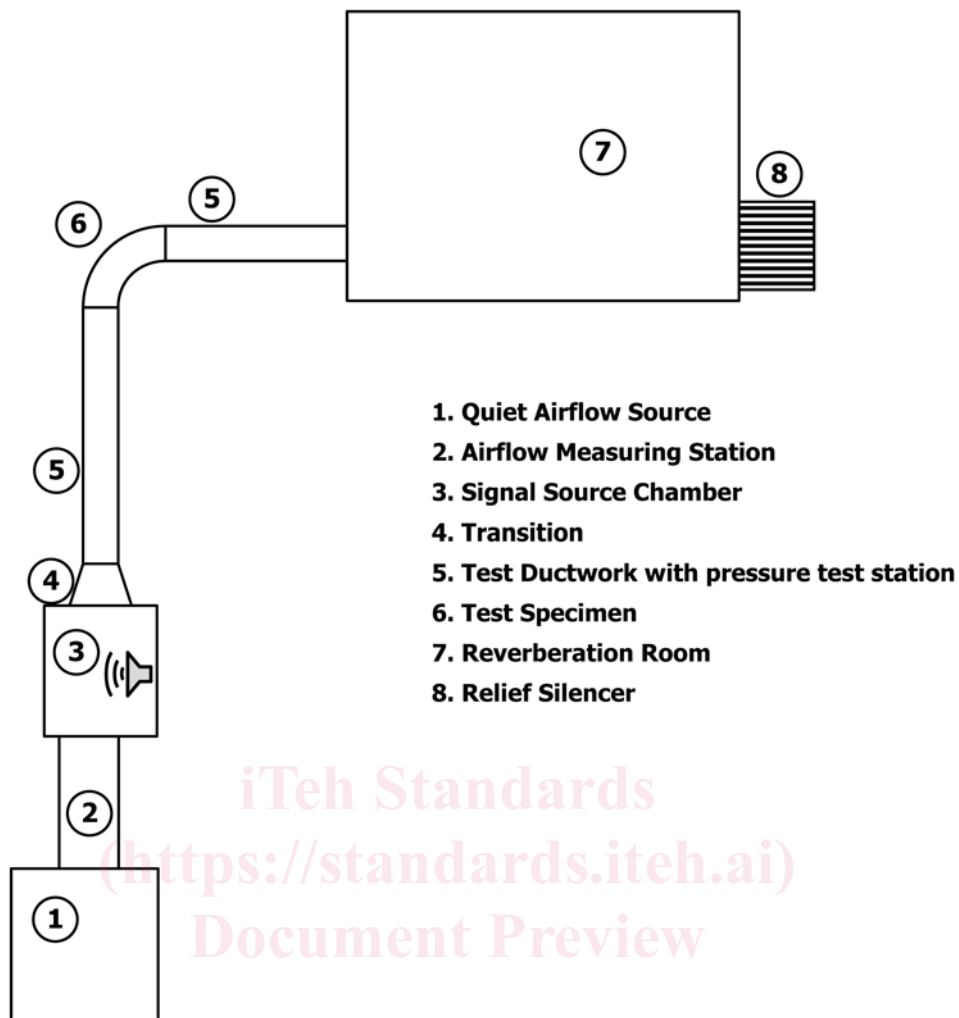 7
8
5
6
1. Quiet Airflow Source
2. Airflow Measuring Station
3. Signal Source Chamber
4. Transition
5. Test Ductwork with pressure test station
6. Test Specimen
7. Reverberation Room
8. Relief Silencer
5
4
3
2
1
iTeh Standards
(https://standards.iteh.ai)
Document Preview